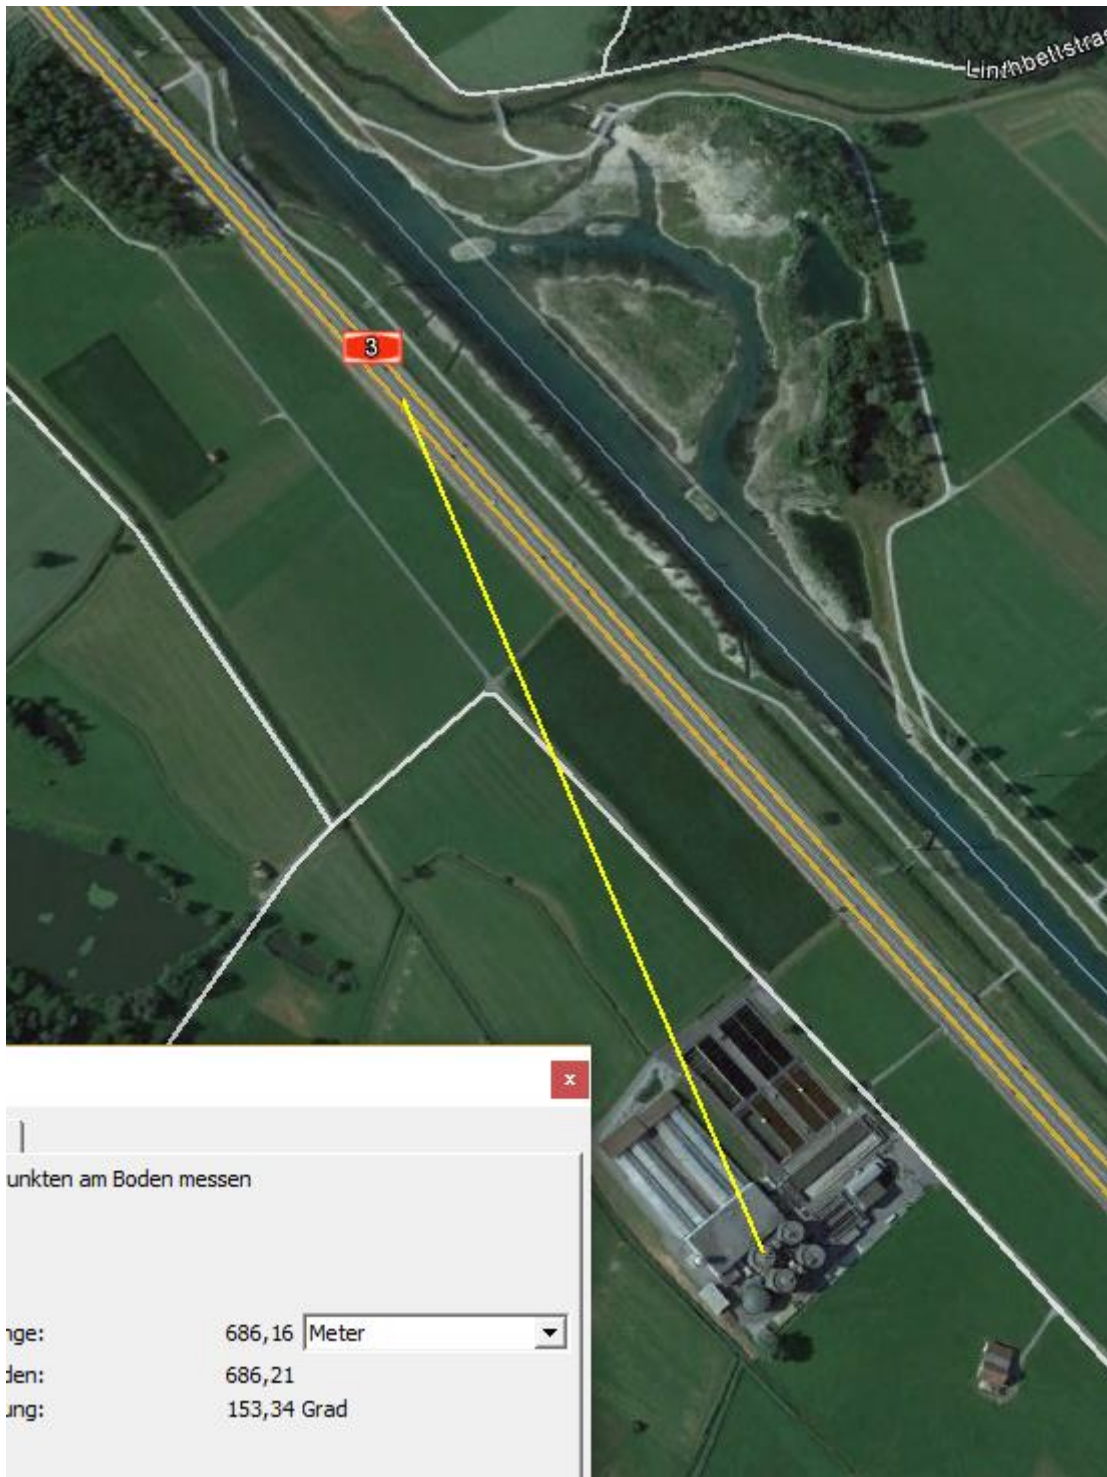 Linthbettstras
3
x
unkten am Boden messen
nge: 686,16 Meter
den: 686,21
ung: 153,34 Grad